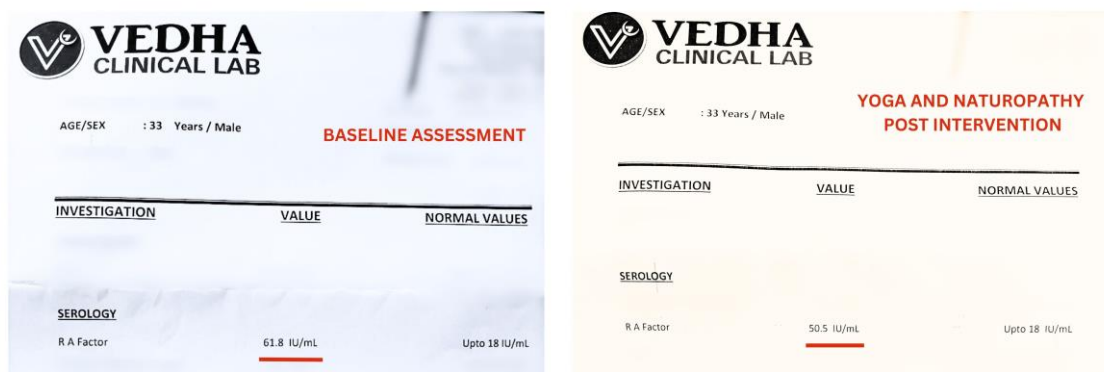 VEDHA
CLINICAL LAB
AGE/SEX : 33 Years / Male
BASELINE ASSESSMENT
INVESTIGATION VALUE NORMAL VALUES
SEROLOGY
R A Factor 61.8 IU/mL Upto 18 IU/mL
VEDHA
CLINICAL LAB
AGE/SEX : 33 Years / Male
YOGA AND NATUROPATHY
POST INTERVENTION
INVESTIGATION VALUE NORMAL VALUES
SEROLOGY
R A Factor 50.5 IU/mL Upto 18 IU/mL